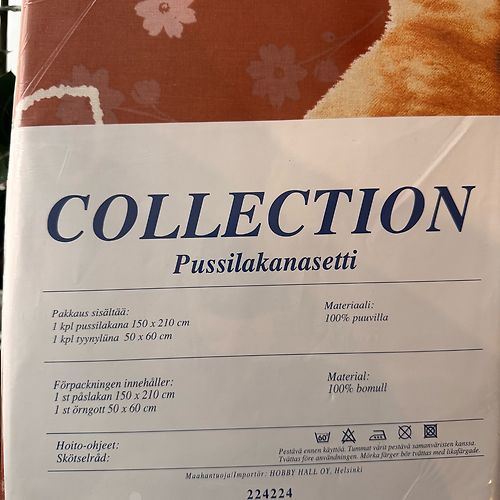 COLLECTION
Pussilakanasetti
Pakkaus sisältää:
1 kpl pussilakana 150 x 210 cm
1 kpl tyynylüna 50 x 60 cm
Materiaali:
100% puuvilla
Förpackningen innehåller:
1 st påslakan 150 x 210 cm
1 st örngott 50 x 60 cm
Material:
100% bomull
Hoito-ohjeet:
Skötselråd:
60
Pestävä ennen käyttöä. Tummat värit pestävä samanväristen kanssa.
Tvättas före användningen. Mörka färger bör tvättas med likafärgade.
Maahantuoja/Importör: HOBBY HALL OY, Helsinki
224224